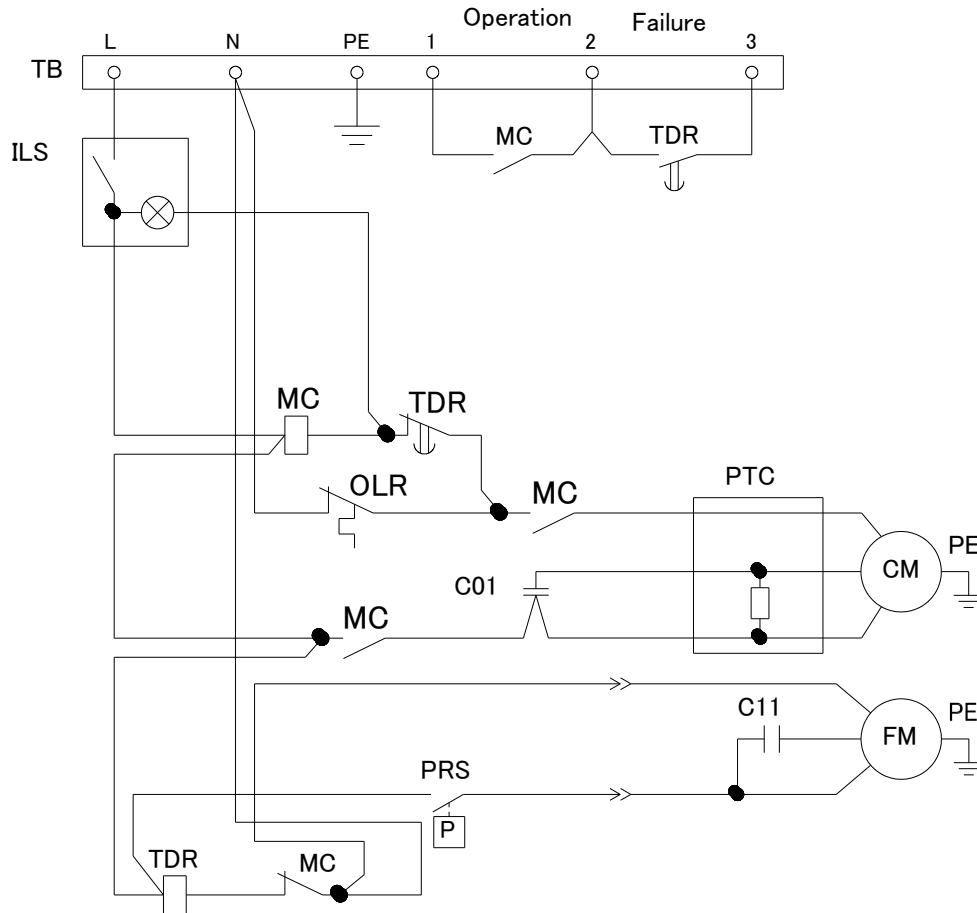 Operation Failure
L N PE 1 2 3
TB
MC TDR
ILS
MC TDR
OLR MC PTC
PE
CM
C01
MC
C11 PE
FM
PRS
P
TDR MC